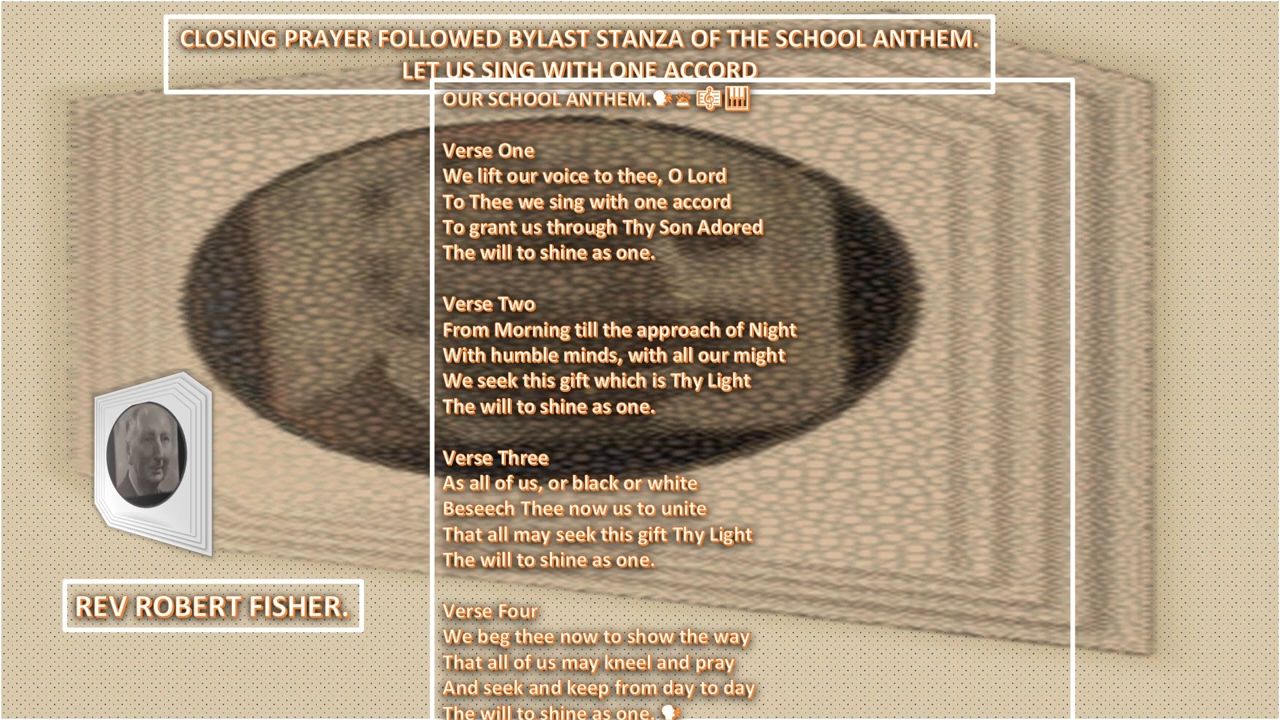 CLOSING PRAYER FOLLOWED BYLAST STANZA OF THE SCHOOL ANTHEM.
LET US SING WITH ONE ACCORD
OUR SCHOOL ANTHEM.
Verse One
We lift our voice to thee, O Lord
To Thee we sing with one accord
To grant us through Thy Son Adored
The will to shine as one.
Verse Two
From Morning till the approach of Night
With humble minds, with all our might
We seek this gift which is Thy Light
The will to shine as one.
Verse Three
As all of us, or black or white
Beseech Thee now us to unite
That all may seek this gift Thy Light
The will to shine as one.
Verse Four
We beg thee now to show the way
That all of us may kneel and pray
And seek and keep from day to day
The will to shine as one.
REV ROBERT FISHER.